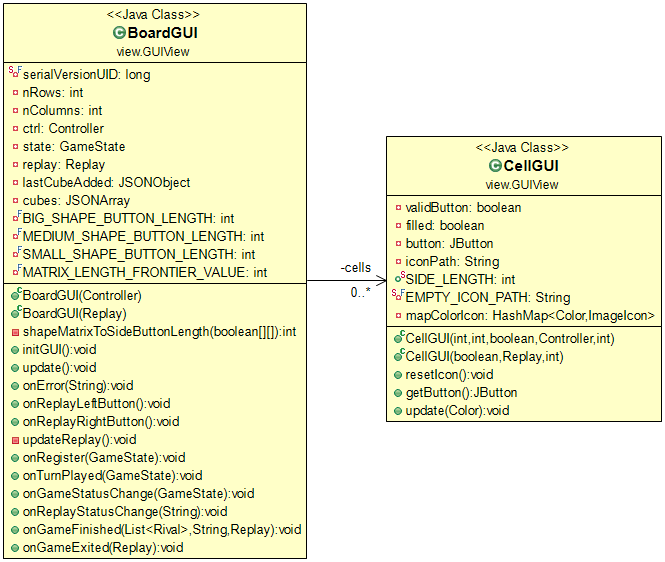 <<Java Class>>
BoardGUI
view.GUIView
serialVersionUID: long
nRows: int
nColumns: int
ctrl: Controller
state: GameState
replay: Replay
lastCubeAdded: JSONObject
cubes: JSONArray
BIG_SHAPE_BUTTON_LENGTH: int
MEDIUM_SHAPE_BUTTON_LENGTH: int
SMALL_SHAPE_BUTTON_LENGTH: int
MATRIX_LENGTH_FRONTIER_VALUE: int
BoardGUI(Controller)
BoardGUI(Replay)
shapeMatrixToSideButtonLength(boolean[][]):int
initGUI():void
update():void
onError(String):void
onReplayLeftButton():void
onReplayRightButton():void
updateReplay():void
onRegister(GameState):void
onTurnPlayed(GameState):void
onGameStatusChange(GameState):void
onReplayStatusChange(String):void
onGameFinished(List<Rival>,String,Replay):void
onGameExited(Replay):void
-cells
0..*
<<Java Class>>
CellGUI
view.GUIView
validButton: boolean
filled: boolean
button: JButton
iconPath: String
SIDE_LENGTH: int
EMPTY_ICON_PATH: String
mapColorIcon: HashMap<Color,ImageIcon>
CellGUI(int,int,boolean,Controller,int)
CellGUI(boolean,Replay,int)
resetIcon():void
getButton():JButton
update(Color):void